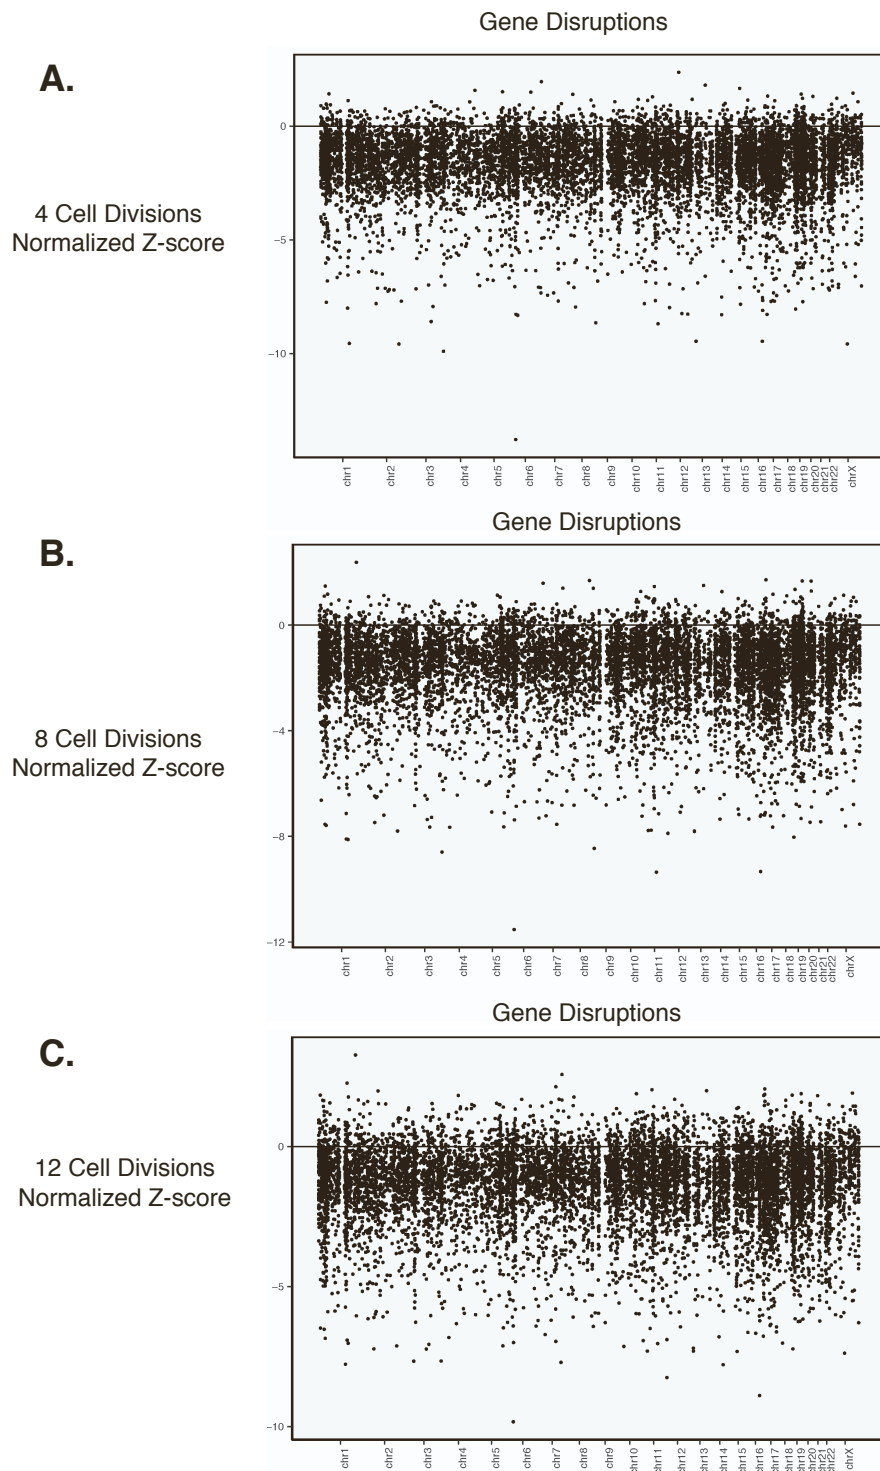 Gene Disruptions
A.
4 Cell Divisions
Normalized Z-score
0
−5
−10
chr1 chr2 chr3 chr4 chr5 chr6 chr7 chr8 chr9 chr10 chr11 chr12 chr13 chr14 chr15 chr16 chr17 chr18 chr19 chr20 chr21 chr22 chrX
Gene Disruptions
B.
8 Cell Divisions
Normalized Z-score
0
−4
−8
−12
chr1 chr2 chr3 chr4 chr5 chr6 chr7 chr8 chr9 chr10 chr11 chr12 chr13 chr14 chr15 chr16 chr17 chr18 chr19 chr20 chr21 chr22 chrX
Gene Disruptions
C.
12 Cell Divisions
Normalized Z-score
0
−5
−10
chr1 chr2 chr3 chr4 chr5 chr6 chr7 chr8 chr9 chr10 chr11 chr12 chr13 chr14 chr15 chr16 chr17 chr18 chr19 chr20 chr21 chr22 chrX